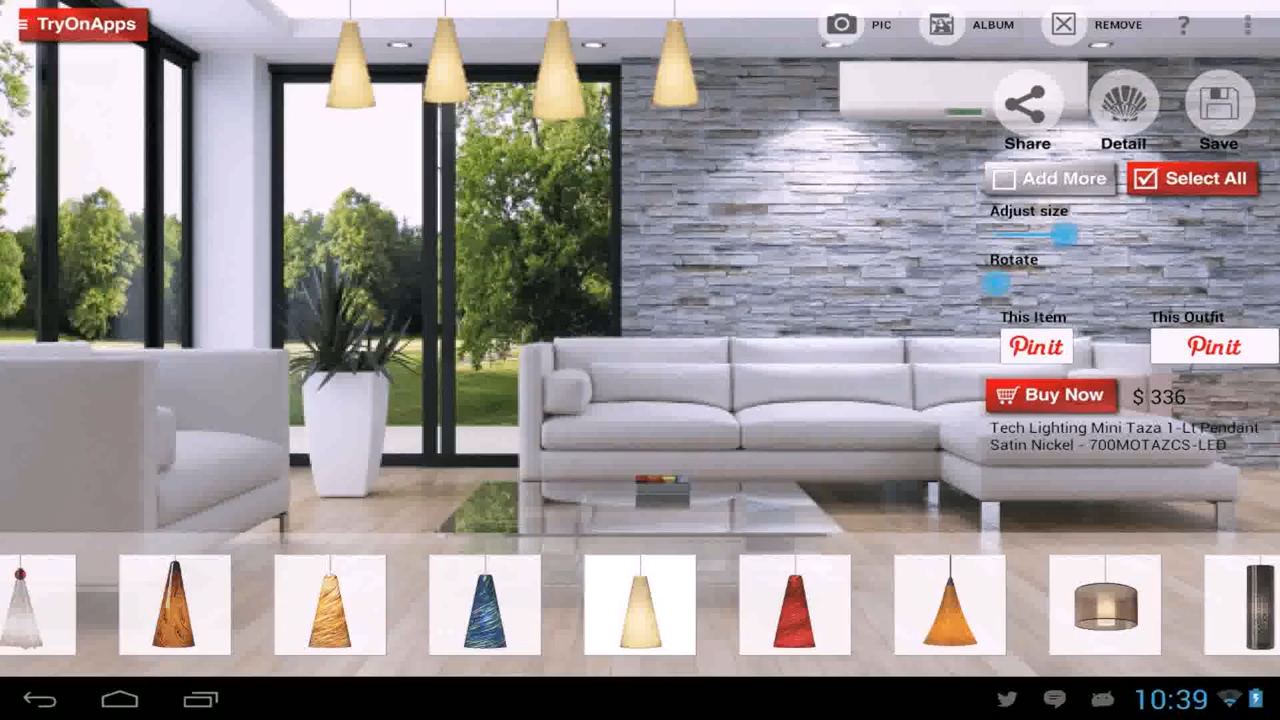 TryOnApps
PIC
ALBUM
REMOVE
?
Share
Detail
Save
Add More
Select All
Adjust size
Rotate
This Item
This Outfit
Pinit
Pinit
Buy Now
$ 336
Tech Lighting Mini Taza 1-Lt Pendant
Satin Nickel - 700MOTAZCS-LED
10:39